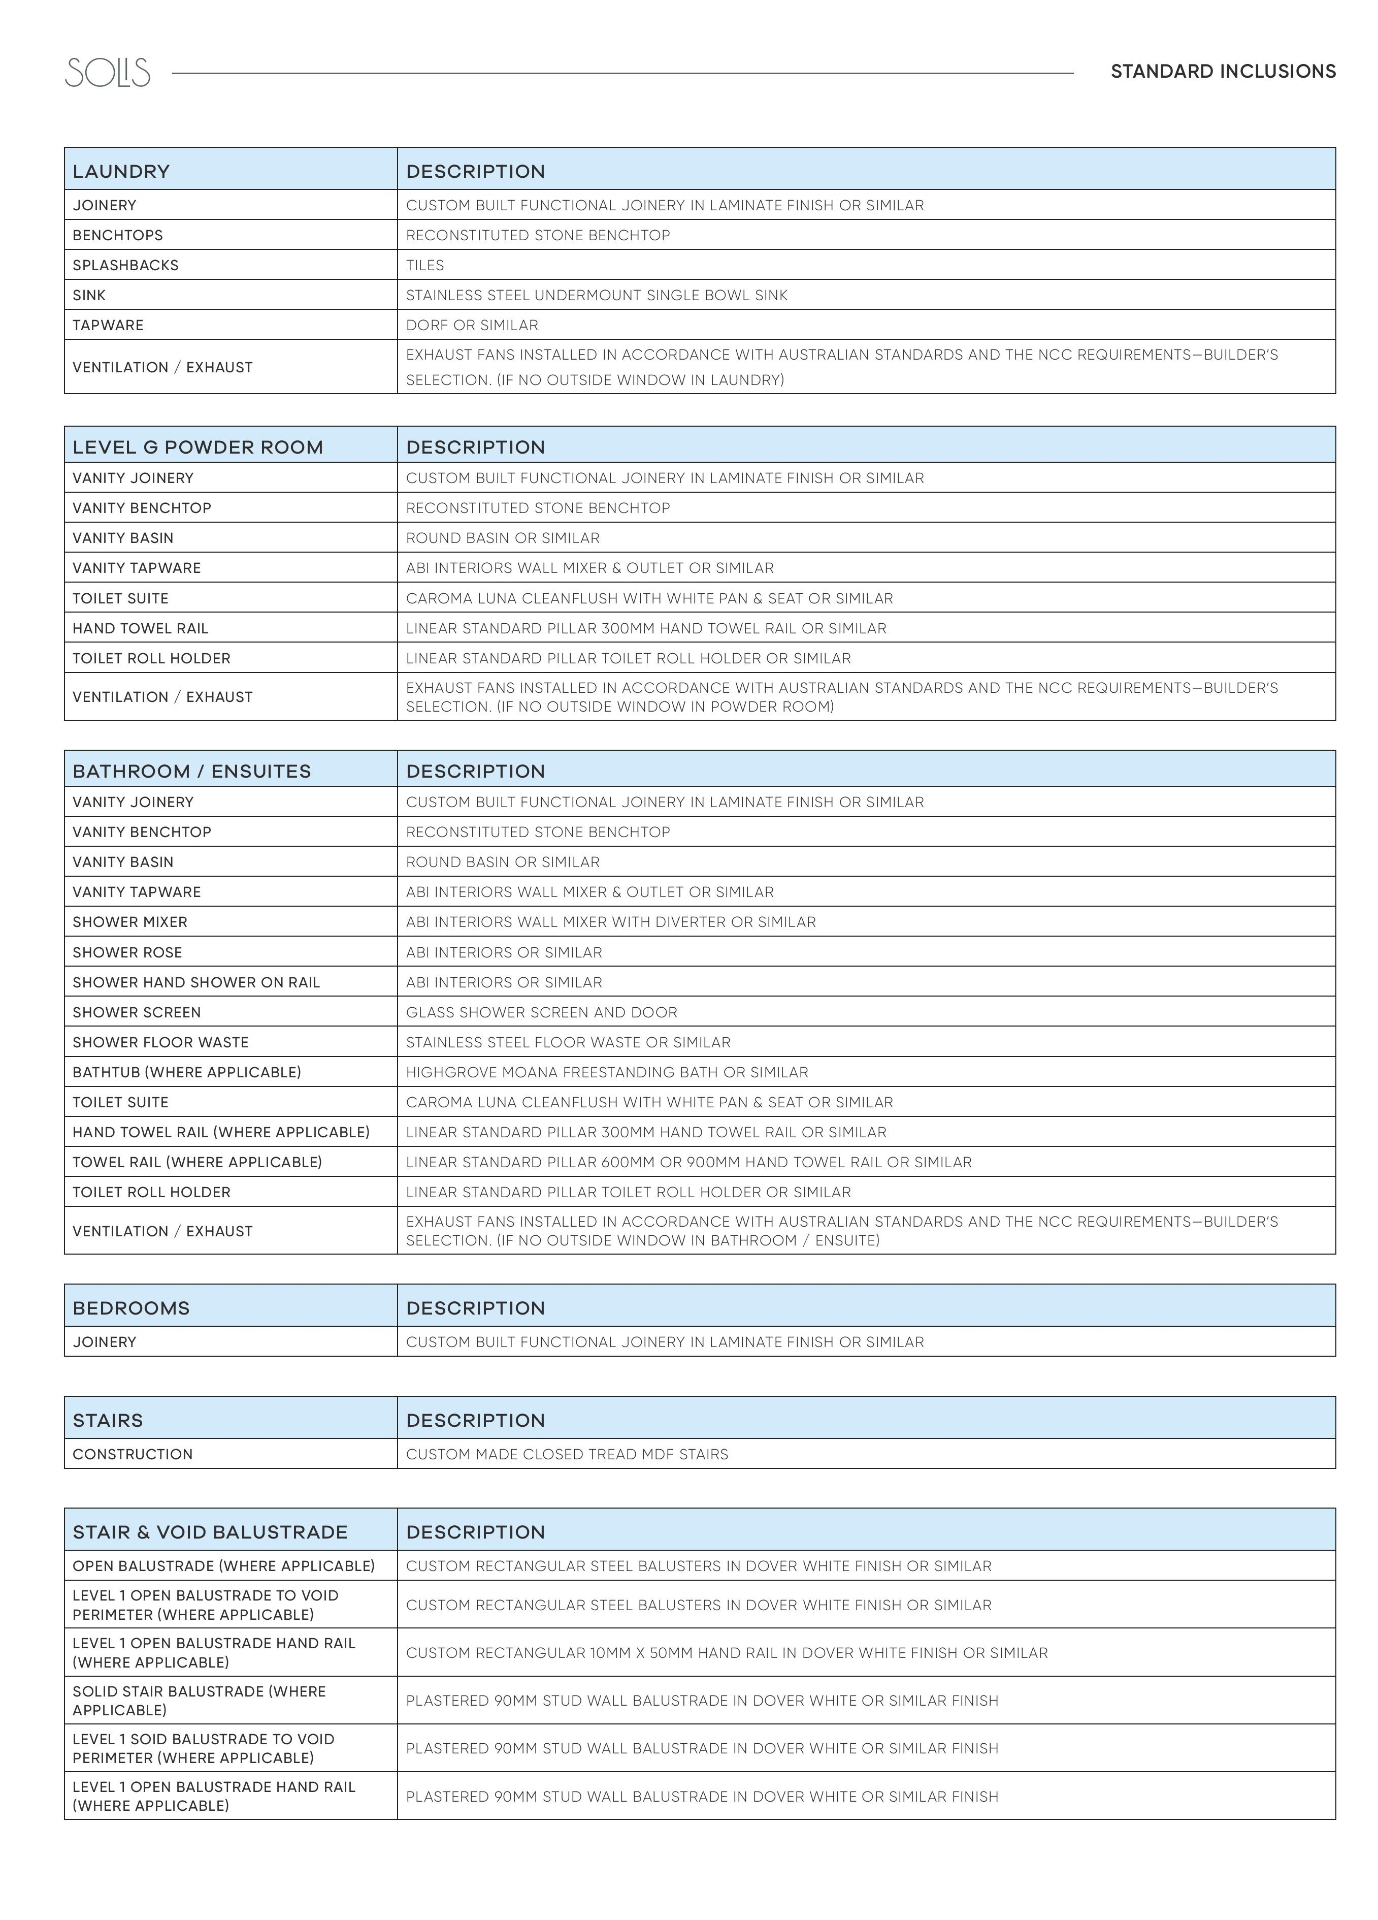 SOLIS
STANDARD INCLUSIONS
LAUNDRY DESCRIPTION
JOINERY CUSTOM BUILT FUNCTIONAL JOINERY IN LAMINATE FINISH OR SIMILAR
BENCHTOPS RECONSTITUTED STONE BENCHTOP
SPLASHBACKS TILES
SINK STAINLESS STEEL UNDERMOUNT SINGLE BOWL SINK
TAPWARE DORF OR SIMILAR
VENTILATION / EXHAUST
EXHAUST FANS INSTALLED IN ACCORDANCE WITH AUSTRALIAN STANDARDS AND THE NCC REQUIREMENTS—BUILDER'S
SELECTION. (IF NO OUTSIDE WINDOW IN LAUNDRY)
LEVEL G POWDER ROOM DESCRIPTION
VANITY JOINERY CUSTOM BUILT FUNCTIONAL JOINERY IN LAMINATE FINISH OR SIMILAR
VANITY BENCHTOP RECONSTITUTED STONE BENCHTOP
VANITY BASIN ROUND BASIN OR SIMILAR
VANITY TAPWARE ABI INTERIORS WALL MIXER & OUTLET OR SIMILAR
TOILET SUITE CAROMA LUNA CLEANFLUSH WITH WHITE PAN & SEAT OR SIMILAR
HAND TOWEL RAIL LINEAR STANDARD PILLAR 300MM HAND TOWEL RAIL OR SIMILAR
TOILET ROLL HOLDER LINEAR STANDARD PILLAR TOILET ROLL HOLDER OR SIMILAR
VENTILATION / EXHAUST
EXHAUST FANS INSTALLED IN ACCORDANCE WITH AUSTRALIAN STANDARDS AND THE NCC REQUIREMENTS—BUILDER'S
SELECTION. (IF NO OUTSIDE WINDOW IN POWDER ROOM)
BATHROOM / ENSUITES DESCRIPTION
VANITY JOINERY CUSTOM BUILT FUNCTIONAL JOINERY IN LAMINATE FINISH OR SIMILAR
VANITY BENCHTOP RECONSTITUTED STONE BENCHTOP
VANITY BASIN ROUND BASIN OR SIMILAR
VANITY TAPWARE ABI INTERIORS WALL MIXER & OUTLET OR SIMILAR
SHOWER MIXER ABI INTERIORS WALL MIXER WITH DIVERTER OR SIMILAR
SHOWER ROSE ABI INTERIORS OR SIMILAR
SHOWER HAND SHOWER ON RAIL ABI INTERIORS OR SIMILAR
SHOWER SCREEN GLASS SHOWER SCREEN AND DOOR
SHOWER FLOOR WASTE STAINLESS STEEL FLOOR WASTE OR SIMILAR
BATHTUB (WHERE APPLICABLE) HIGHGROVE MOANA FREESTANDING BATH OR SIMILAR
TOILET SUITE CAROMA LUNA CLEANFLUSH WITH WHITE PAN & SEAT OR SIMILAR
HAND TOWEL RAIL (WHERE APPLICABLE) LINEAR STANDARD PILLAR 300MM HAND TOWEL RAIL OR SIMILAR
TOWEL RAIL (WHERE APPLICABLE) LINEAR STANDARD PILLAR 600MM OR 900MM HAND TOWEL RAIL OR SIMILAR
TOILET ROLL HOLDER LINEAR STANDARD PILLAR TOILET ROLL HOLDER OR SIMILAR
VENTILATION / EXHAUST
EXHAUST FANS INSTALLED IN ACCORDANCE WITH AUSTRALIAN STANDARDS AND THE NCC REQUIREMENTS—BUILDER'S
SELECTION. (IF NO OUTSIDE WINDOW IN BATHROOM / ENSUITE)
BEDROOMS DESCRIPTION
JOINERY CUSTOM BUILT FUNCTIONAL JOINERY IN LAMINATE FINISH OR SIMILAR
STAIRS DESCRIPTION
CONSTRUCTION CUSTOM MADE CLOSED TREAD MDF STAIRS
STAIR & VOID BALUSTRADE DESCRIPTION
OPEN BALUSTRADE (WHERE APPLICABLE) CUSTOM RECTANGULAR STEEL BALUSTERS IN DOVER WHITE FINISH OR SIMILAR
LEVEL 1 OPEN BALUSTRADE TO VOID
PERIMETER (WHERE APPLICABLE)
CUSTOM RECTANGULAR STEEL BALUSTERS IN DOVER WHITE FINISH OR SIMILAR
LEVEL 1 OPEN BALUSTRADE HAND RAIL
(WHERE APPLICABLE)
CUSTOM RECTANGULAR 10MM X 50MM HAND RAIL IN DOVER WHITE FINISH OR SIMILAR
SOLID STAIR BALUSTRADE (WHERE
APPLICABLE)
PLASTERED 90MM STUD WALL BALUSTRADE IN DOVER WHITE OR SIMILAR FINISH
LEVEL 1 SOID BALUSTRADE TO VOID
PERIMETER (WHERE APPLICABLE)
PLASTERED 90MM STUD WALL BALUSTRADE IN DOVER WHITE OR SIMILAR FINISH
LEVEL 1 OPEN BALUSTRADE HAND RAIL
(WHERE APPLICABLE)
PLASTERED 90MM STUD WALL BALUSTRADE IN DOVER WHITE OR SIMILAR FINISH